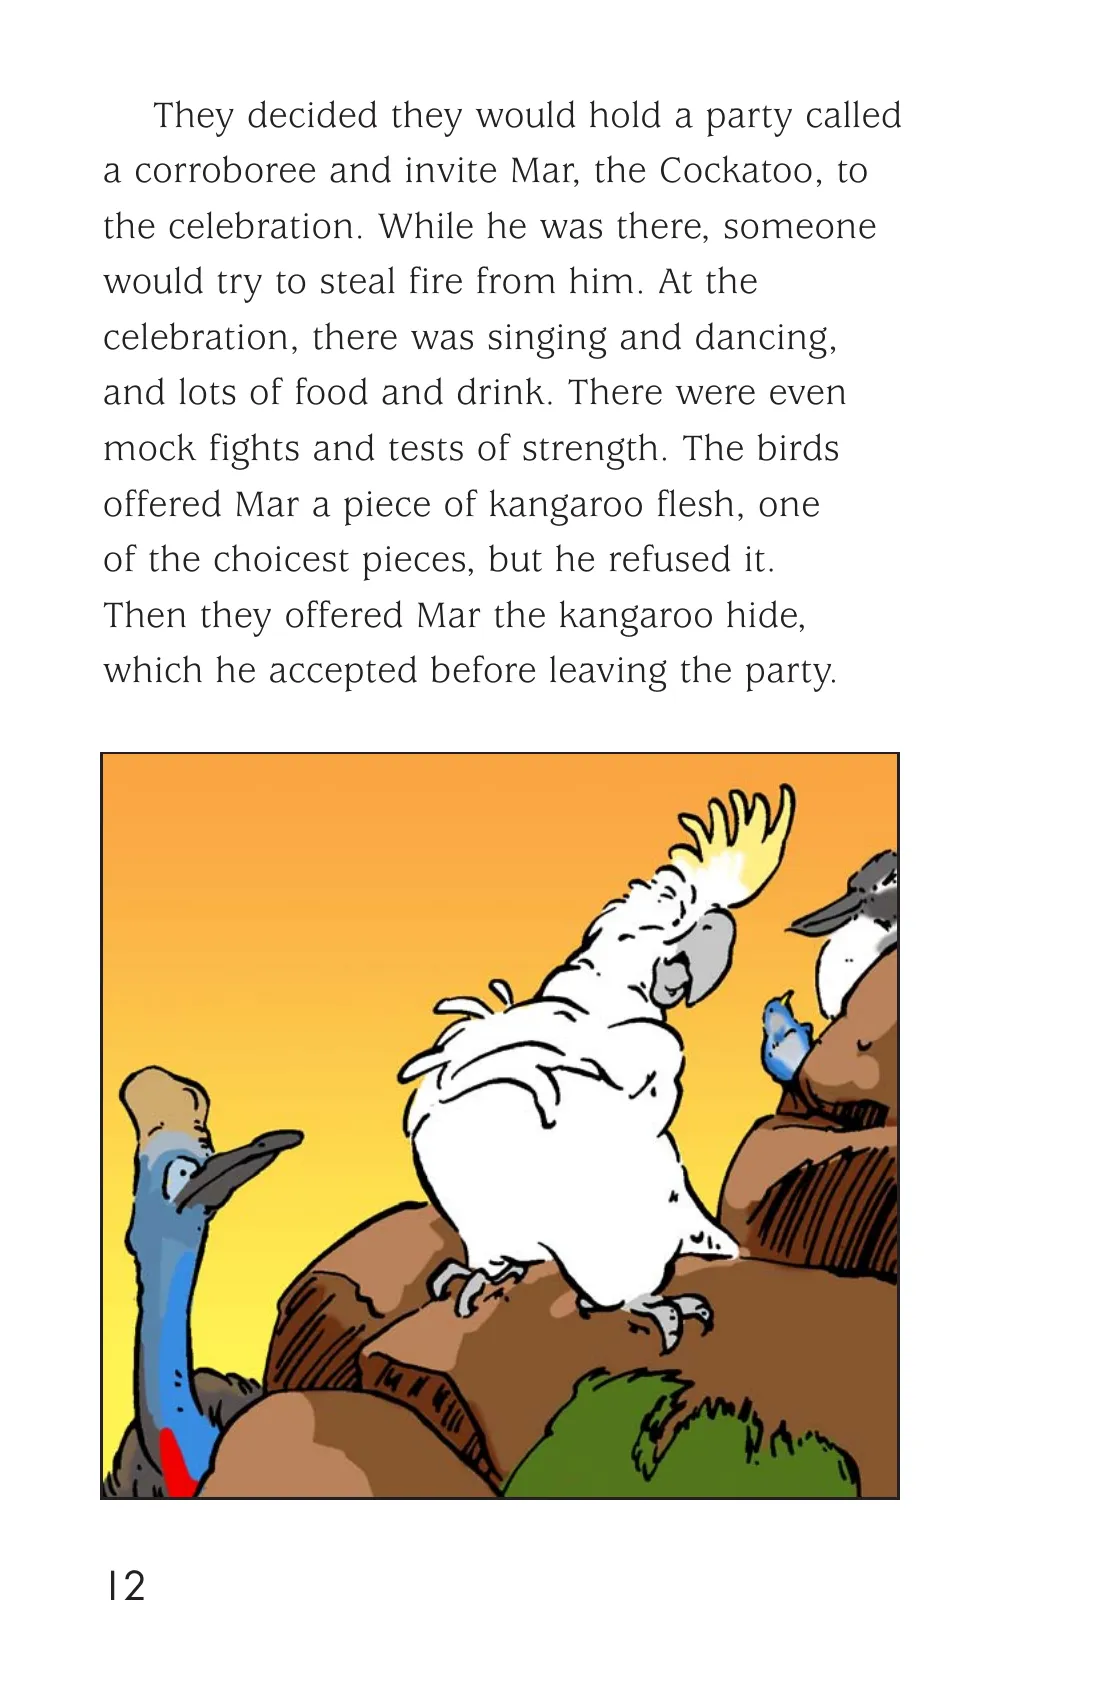 They decided they would hold a party called
a corroboree and invite Mar, the Cockatoo, to
the celebration. While he was there, someone
would try to steal fire from him. At the
celebration, there was singing and dancing,
and lots of food and drink. There were even
mock fights and tests of strength. The birds
offered Mar a piece of kangaroo flesh, one
of the choicest pieces, but he refused it.
Then they offered Mar the kangaroo hide,
which he accepted before leaving the party.
12